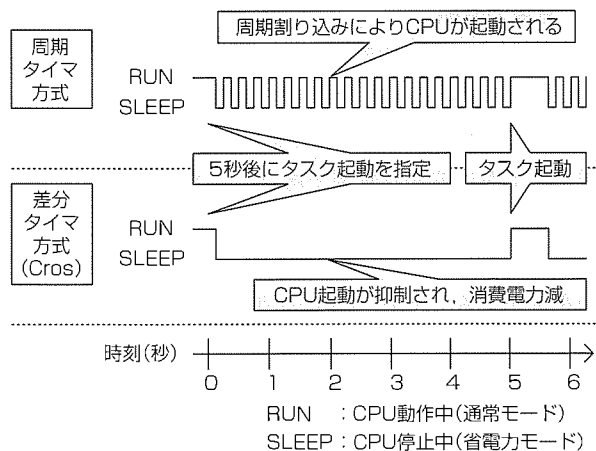 周期
タイマ
方式
周期割り込みによりCPUが起動される
RUN
SLEEP
5秒後にタスク起動を指定
タスク起動
差分
タイマ
方式
(Cros)
RUN
SLEEP
CPU起動が抑制され,消費電力減
時刻(秒)
0 1 2 3 4 5 6
RUN :CPU動作中(通常モード)
SLEEP:CPU停止中(省電力モード)